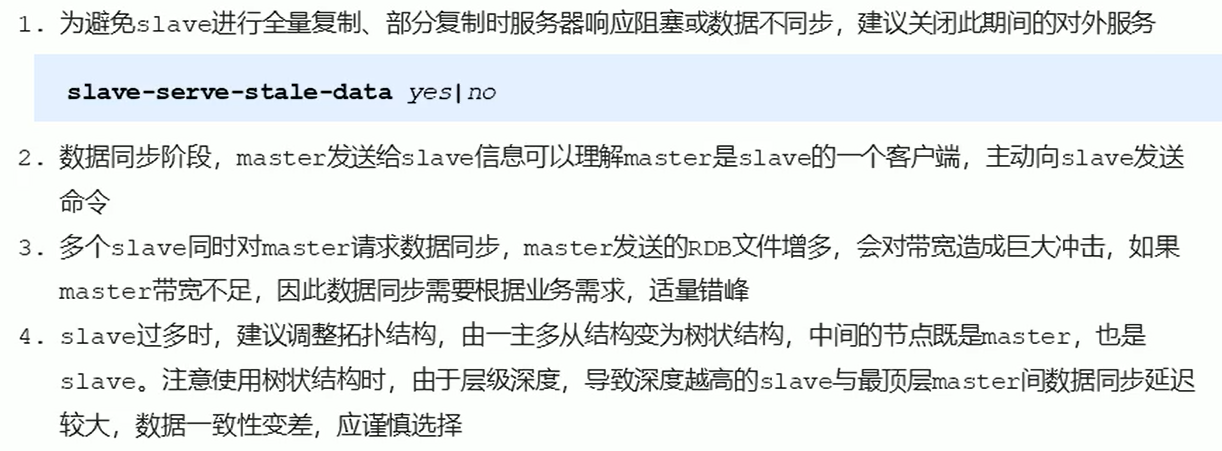 1. 为避免slave进行全量复制、部分复制时服务器响应阻塞或数据不同步，建议关闭此期间的对外服务
slave-serve-stale-data yes|no
2. 数据同步阶段，master发送给slave信息可以理解master是slave的一个客户端，主动向slave发送
命令
3. 多个slave同时对master请求数据同步，master发送的RDB文件增多，会对带宽造成巨大冲击，如果
master带宽不足，因此数据同步需要根据业务需求，适量错峰
4. slave过多时，建议调整拓扑结构，由一主多从结构变为树状结构，中间的节点既是master，也是
slave。注意使用树状结构时，由于层级深度，导致深度越高的slave与最顶层master间数据同步延迟
较大，数据一致性变差，应谨慎选择